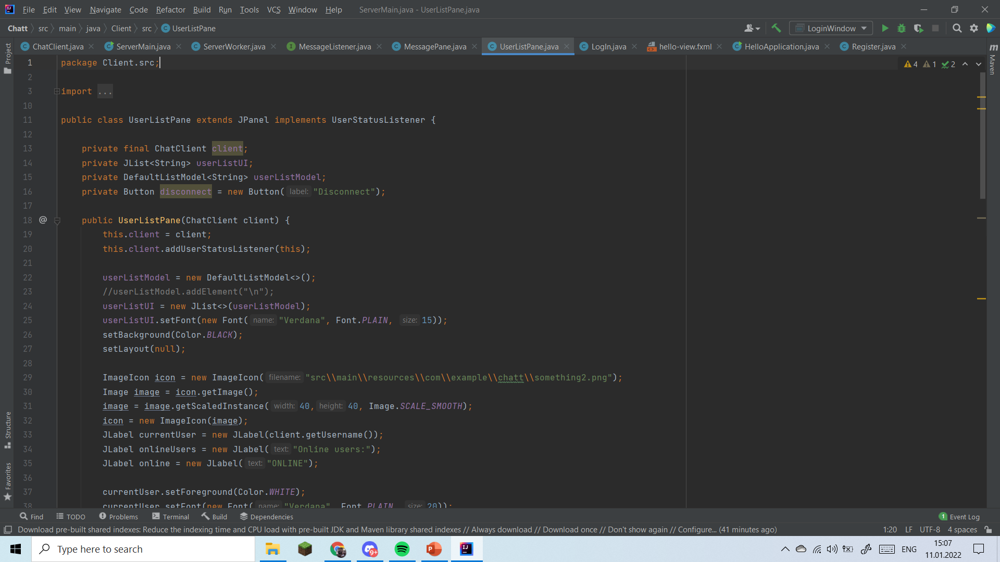 File Edit View Navigate Code Refactor Build Run Tools VCS Window Help ServerMain.java - UserListPane.java
Chatt src main java Client src UserListPane LoginWindow
ChatClient.java ServerMain.java ServerWorker.java MessageListener.java MessagePane.java UserListPane.java LogIn.java hello-view.fxml HelloApplication.java Register.java
Project
Structure
Favorites
Maven
4 1 2
1 package Client.src;
2
3 import ...
10
11 public class UserListPane extends JPanel implements UserStatusListener {
12
13 private final ChatClient client;
14 private JList<String> userListUI;
15 private DefaultListModel<String> userListModel;
16 private Button disconnect = new Button( label: "Disconnect");
17
18 @ public UserListPane(ChatClient client) {
19 this.client = client;
20 this.client.addUserStatusListener(this);
21
22 userListModel = new DefaultListModel<>();
23 //userListModel.addElement("\n");
24 userListUI = new JList<>(userListModel);
25 userListUI.setFont(new Font( name: "Verdana", Font.PLAIN, size: 15));
26 setBackground(Color.BLACK);
27 setLayout(null);
28
29 ImageIcon icon = new ImageIcon( filename: "src\\main\\resources\\com\\example\\chatt\\something2.png");
30 Image image = icon.getImage();
31 image = image.getScaledInstance( width: 40, height: 40, Image.SCALE_SMOOTH);
32 icon = new ImageIcon(image);
33 JLabel currentUser = new JLabel(client.getUsername());
34 JLabel onlineUsers = new JLabel( text: "Online users:");
35 JLabel online = new JLabel( text: "ONLINE");
36
37 currentUser.setForeground(Color.WHITE);
38 currentUser.setFont(new Font( name: "Verdana", Font.PLAIN, size: 20));
Find TODO Problems Terminal Build Dependencies 1 Event Log
Download pre-built shared indexes: Reduce the indexing time and CPU load with pre-built JDK and Maven library shared indexes // Always download // Download once // Don't show again // Configure... (41 minutes ago) 1:20 LF UTF-8 4 spaces
Type here to search 9+ ENG 15:07
11.01.2022